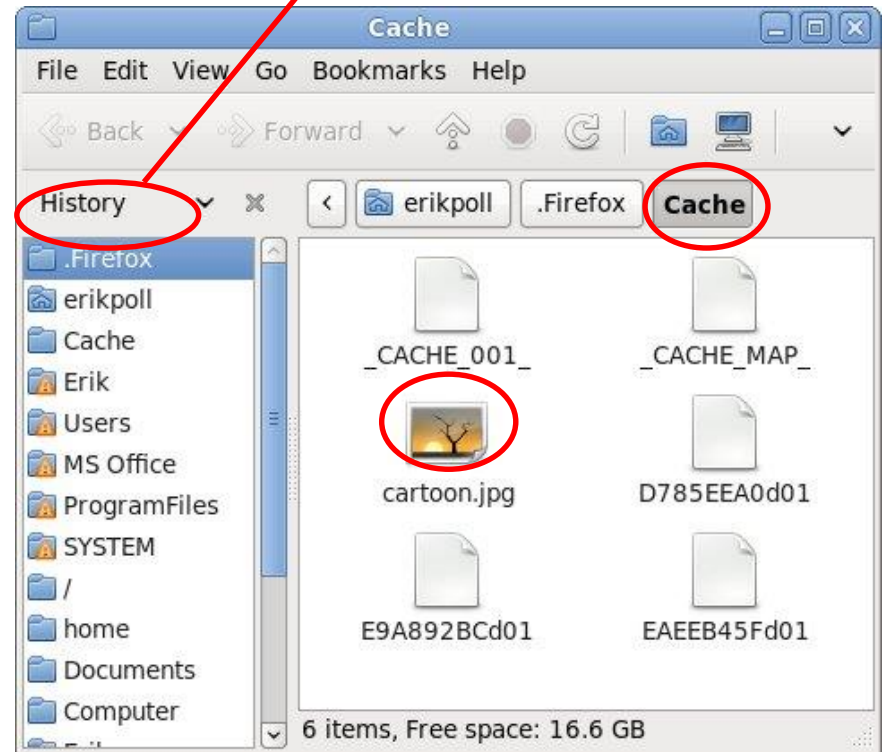 Cache
File Edit View Go Bookmarks Help
Back Forward
History erikpoll .Firefox Cache
.Firefox
erikpoll
Cache
Erik
Users
MS Office
ProgramFiles
SYSTEM
/
home
Documents
Computer
_CACHE_001_ _CACHE_MAP_
cartoon.jpg D785EEA0d01
E9A892BCd01 EAEEB45Fd01
6 items, Free space: 16.6 GB